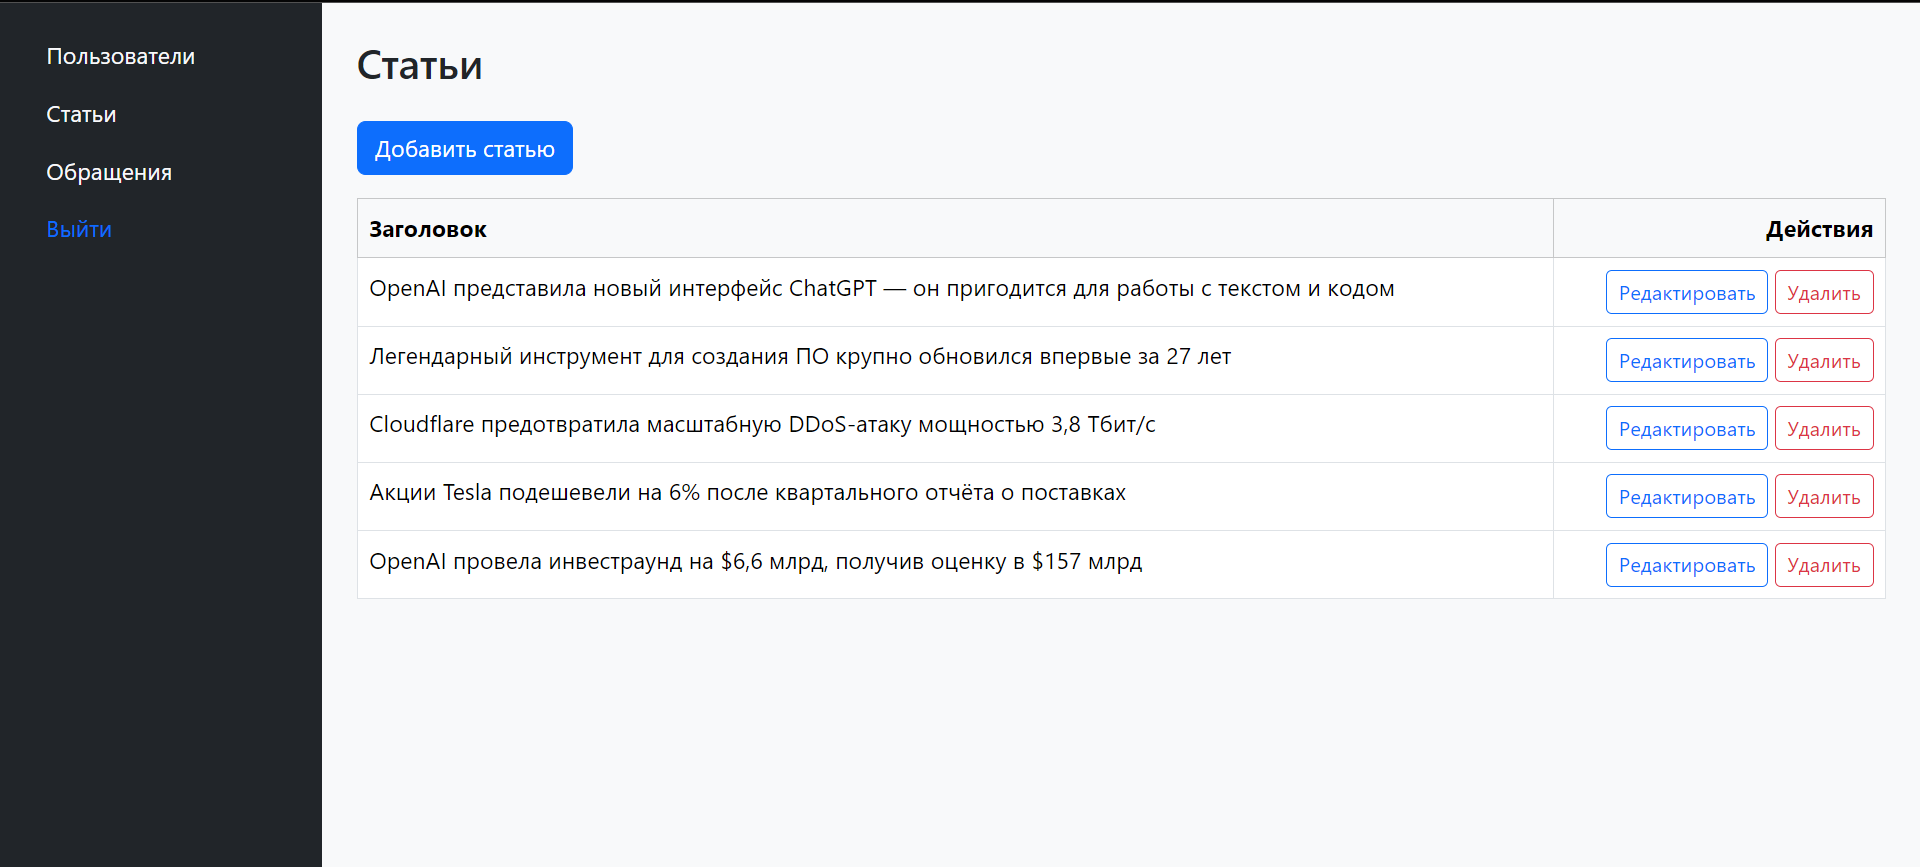 Пользователи
Статьи
Обращения
Выйти
Статьи
Добавить статью
Заголовок Действия
OpenAI представила новый интерфейс ChatGPT — он пригодится для работы с текстом и кодом Редактировать Удалить
Легендарный инструмент для создания ПО крупно обновился впервые за 27 лет Редактировать Удалить
Cloudflare предотвратила масштабную DDoS-атаку мощностью 3,8 Тбит/с Редактировать Удалить
Акции Tesla подешевели на 6% после квартального отчёта о поставках Редактировать Удалить
OpenAI провела инвестраунд на $6,6 млрд, получив оценку в $157 млрд Редактировать Удалить